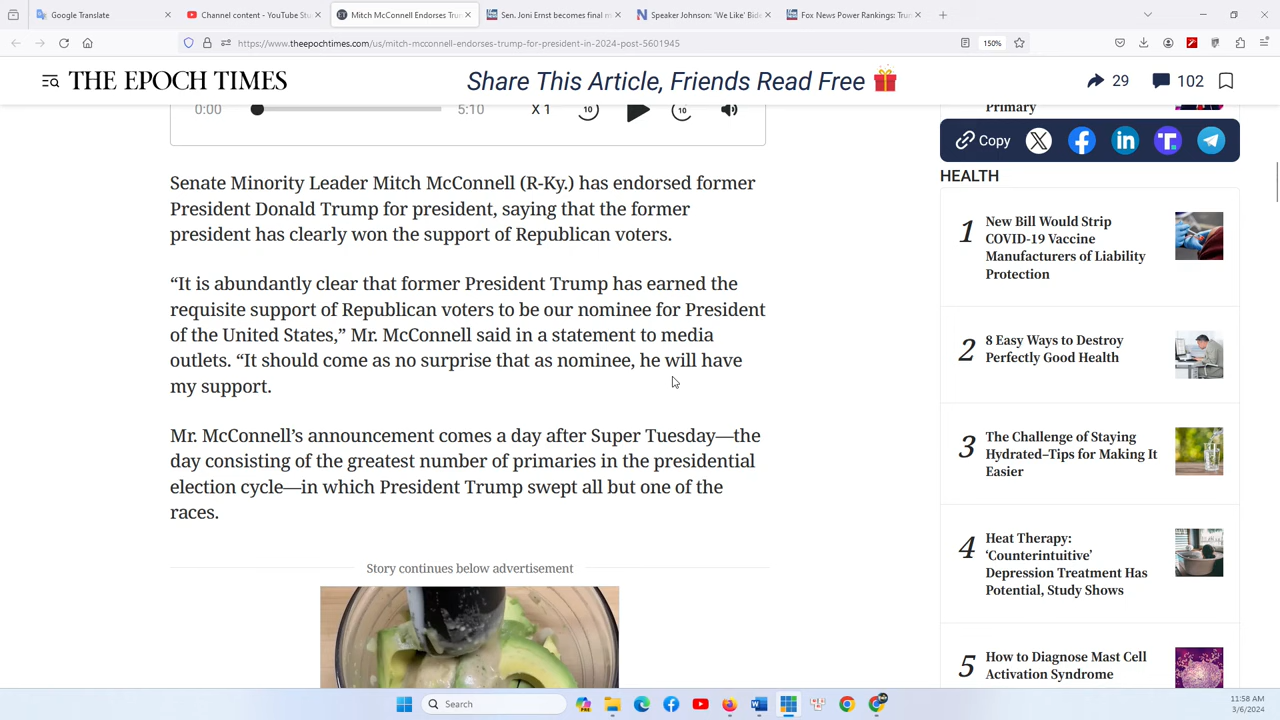 Google Translate
Channel content - YouTube Stu
Mitch McConnell Endorses Trum
Sen. Joni Ernst becomes final m
Speaker Johnson: 'We Like' Bid
Fox News Power Rankings: Trum
https://www.theepochtimes.com/us/mitch-mcconnell-endorses-trump-for-president-in-2024-post-5601945
150%
THE EPOCH TIMES
Share This Article, Friends Read Free
29
102
0:00
5:10
X 1
10
10
Senate Minority Leader Mitch McConnell (R-Ky.) has endorsed former
President Donald Trump for president, saying that the former
president has clearly won the support of Republican voters.
“It is abundantly clear that former President Trump has earned the
requisite support of Republican voters to be our nominee for President
of the United States,” Mr. McConnell said in a statement to media
outlets. “It should come as no surprise that as nominee, he will have
my support.
Mr. McConnell’s announcement comes a day after Super Tuesday—the
day consisting of the greatest number of primaries in the presidential
election cycle—in which President Trump swept all but one of the
races.
Story continues below advertisement
Primary
Copy
HEALTH
1
New Bill Would Strip
COVID-19 Vaccine
Manufacturers of Liability
Protection
2
8 Easy Ways to Destroy
Perfectly Good Health
3
The Challenge of Staying
Hydrated–Tips for Making It
Easier
4
Heat Therapy:
‘Counterintuitive’
Depression Treatment Has
Potential, Study Shows
5
How to Diagnose Mast Cell
Activation Syndrome
Search
11:58 AM
3/6/2024